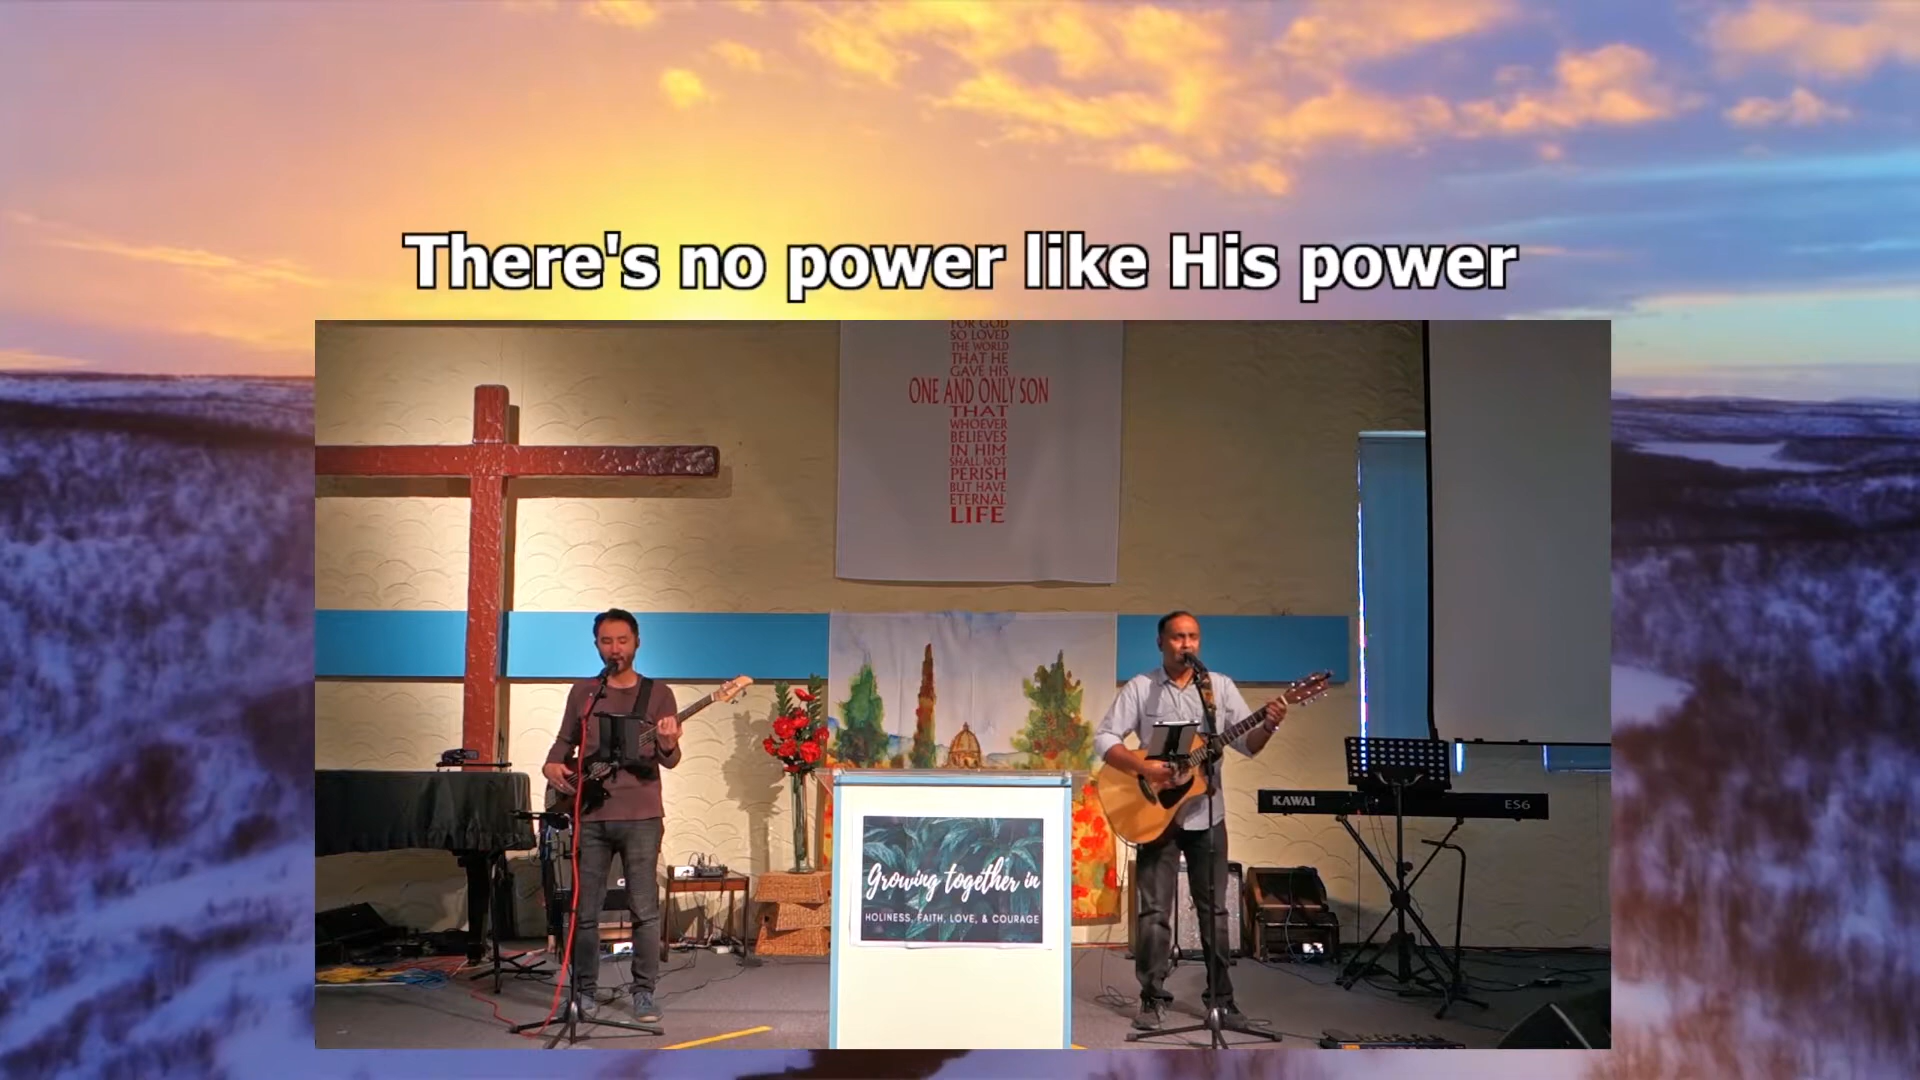 There's no power like His power
FOR GOD
SO LOVED
THE WORLD
THAT HE
GAVE HIS
ONE AND ONLY SON
THAT
WHOEVER
BELIEVES
IN HIM
SHALL NOT
PERISH
BUT HAVE
ETERNAL
LIFE
KAWAI ES6
Growing together in
HOLINESS, FAITH, LOVE, & COURAGE